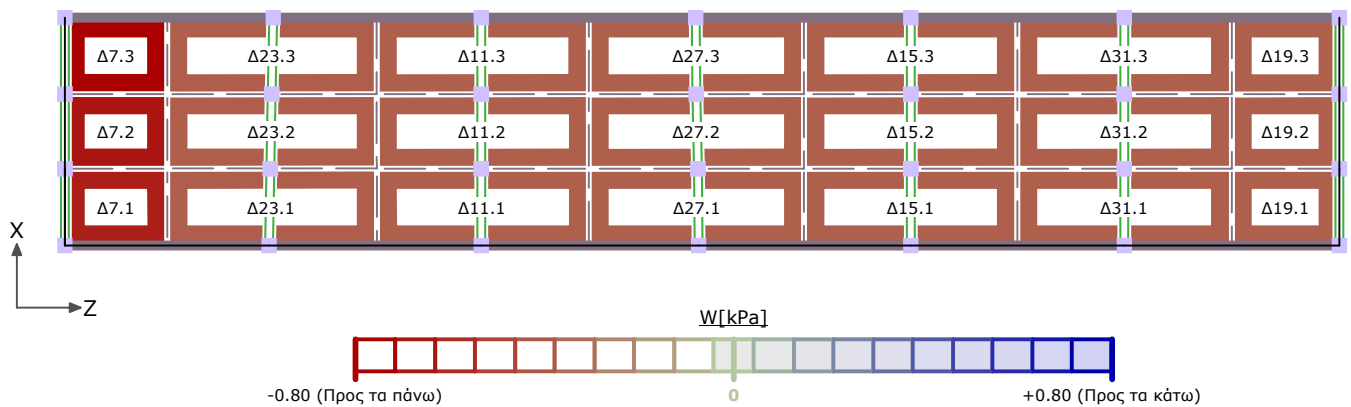 Δ7.3 Δ23.3 Δ11.3 Δ27.3 Δ15.3 Δ31.3 Δ19.3
Δ7.2 Δ23.2 Δ11.2 Δ27.2 Δ15.2 Δ31.2 Δ19.2
Δ7.1 Δ23.1 Δ11.1 Δ27.1 Δ15.1 Δ31.1 Δ19.1
X
Z
W[kPa]
-0.80 (Προς τα πάνω) 0 +0.80 (Προς τα κάτω)